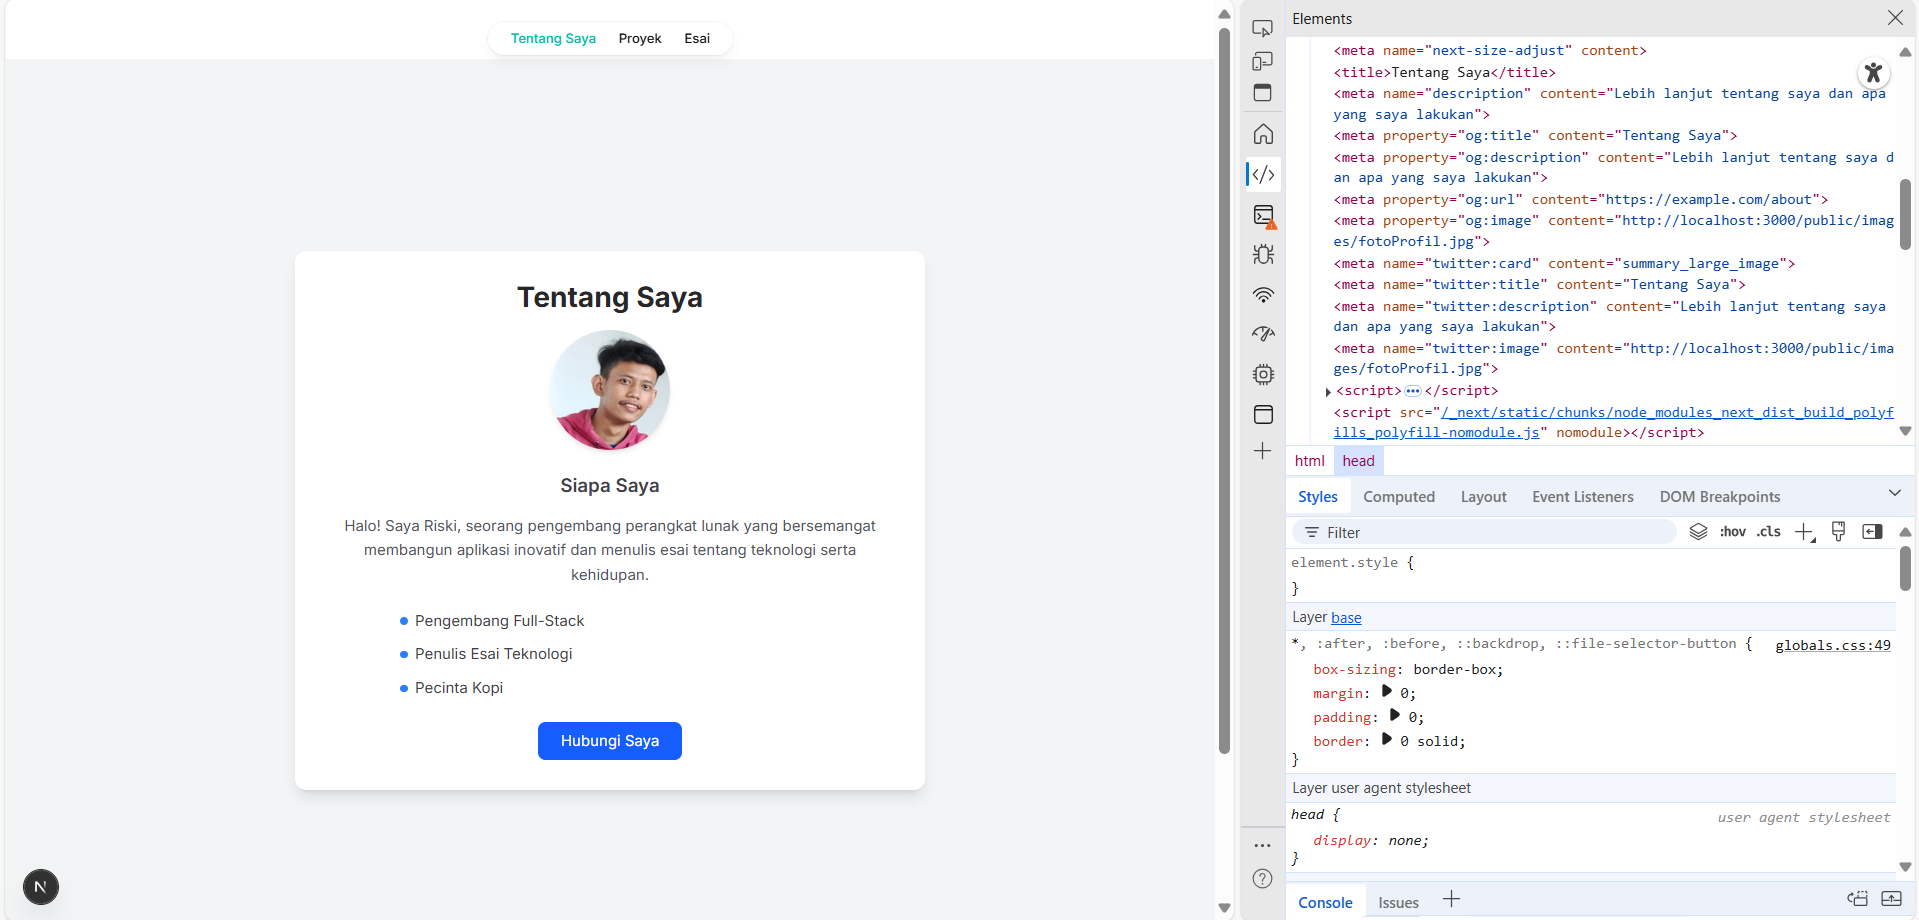 Tentang Saya Proyek Esai
Tentang Saya
Siapa Saya
Halo! Saya Riski, seorang pengembang perangkat lunak yang bersemangat
membangun aplikasi inovatif dan menulis esai tentang teknologi serta
kehidupan.
Pengembang Full-Stack
Penulis Esai Teknologi
Pecinta Kopi
Hubungi Saya
N
Elements
<meta name="next-size-adjust" content>
<title>Tentang Saya</title>
<meta name="description" content="Lebih lanjut tentang saya dan apa
yang saya lakukan">
<meta property="og:title" content="Tentang Saya">
<meta property="og:description" content="Lebih lanjut tentang saya d
an apa yang saya lakukan">
<meta property="og:url" content="https://example.com/about">
<meta property="og:image" content="http://localhost:3000/public/imag
es/fotoProfil.jpg">
<meta name="twitter:card" content="summary_large_image">
<meta name="twitter:title" content="Tentang Saya">
<meta name="twitter:description" content="Lebih lanjut tentang saya
dan apa yang saya lakukan">
<meta name="twitter:image" content="http://localhost:3000/public/ima
ges/fotoProfil.jpg">
<script>•••</script>
<script src="/_next/static/chunks/node_modules_next_dist_build_polyf
ills_polyfill-nomodule.js" nomodule></script>
html head
Styles Computed Layout Event Listeners DOM Breakpoints
Filter :hov .cls
element.style {
}
Layer base
*, :after, :before, ::backdrop, ::file-selector-button { globals.css:49
box-sizing: border-box;
margin: 0;
padding: 0;
border: 0 solid;
}
Layer user agent stylesheet
head { user agent stylesheet
display: none;
}
Console Issues